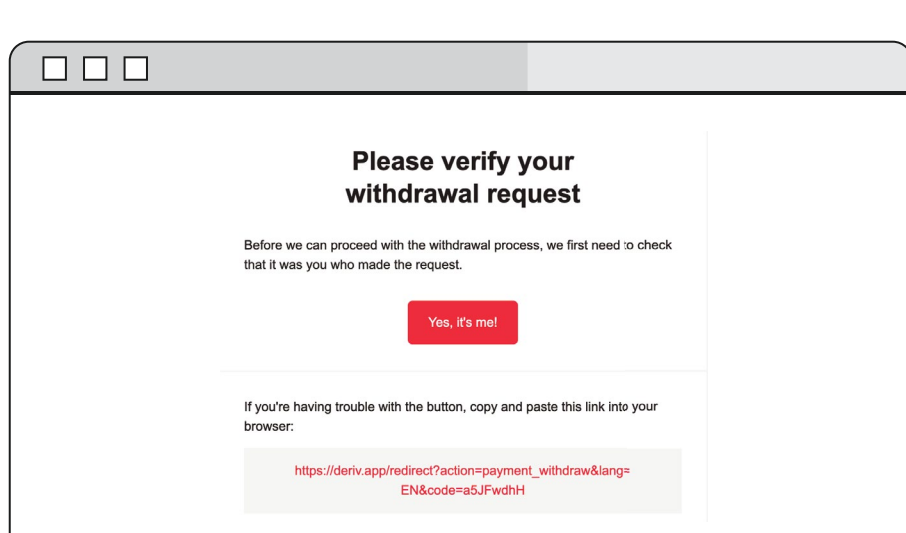 Please verify your
withdrawal request
Before we can proceed with the withdrawal process, we first need to check
that it was you who made the request.
Yes, it's me!
If you're having trouble with the button, copy and paste this link into your
browser:
https://deriv.app/redirect?action=payment_withdraw&lang=
EN&code=a5JFwdhH